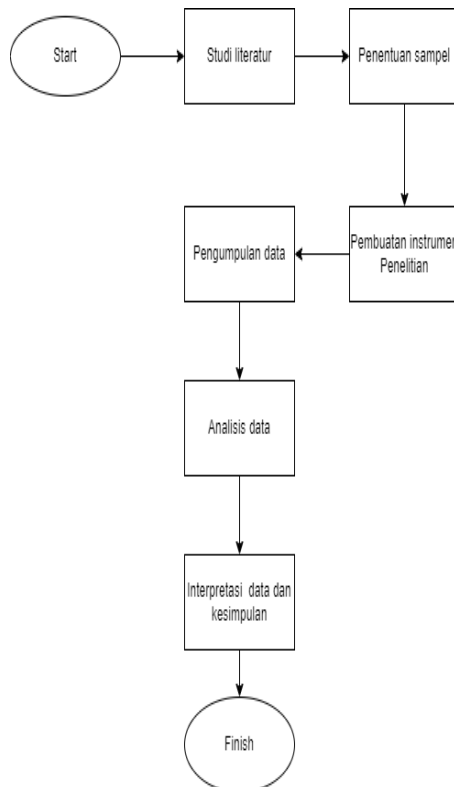 Start
Studi literatur
Penentuan sampel
Pembuatan instrumen
Penelitian
Pengumpulan data
Analisis data
Interpretasi data dan
kesimpulan
Finish